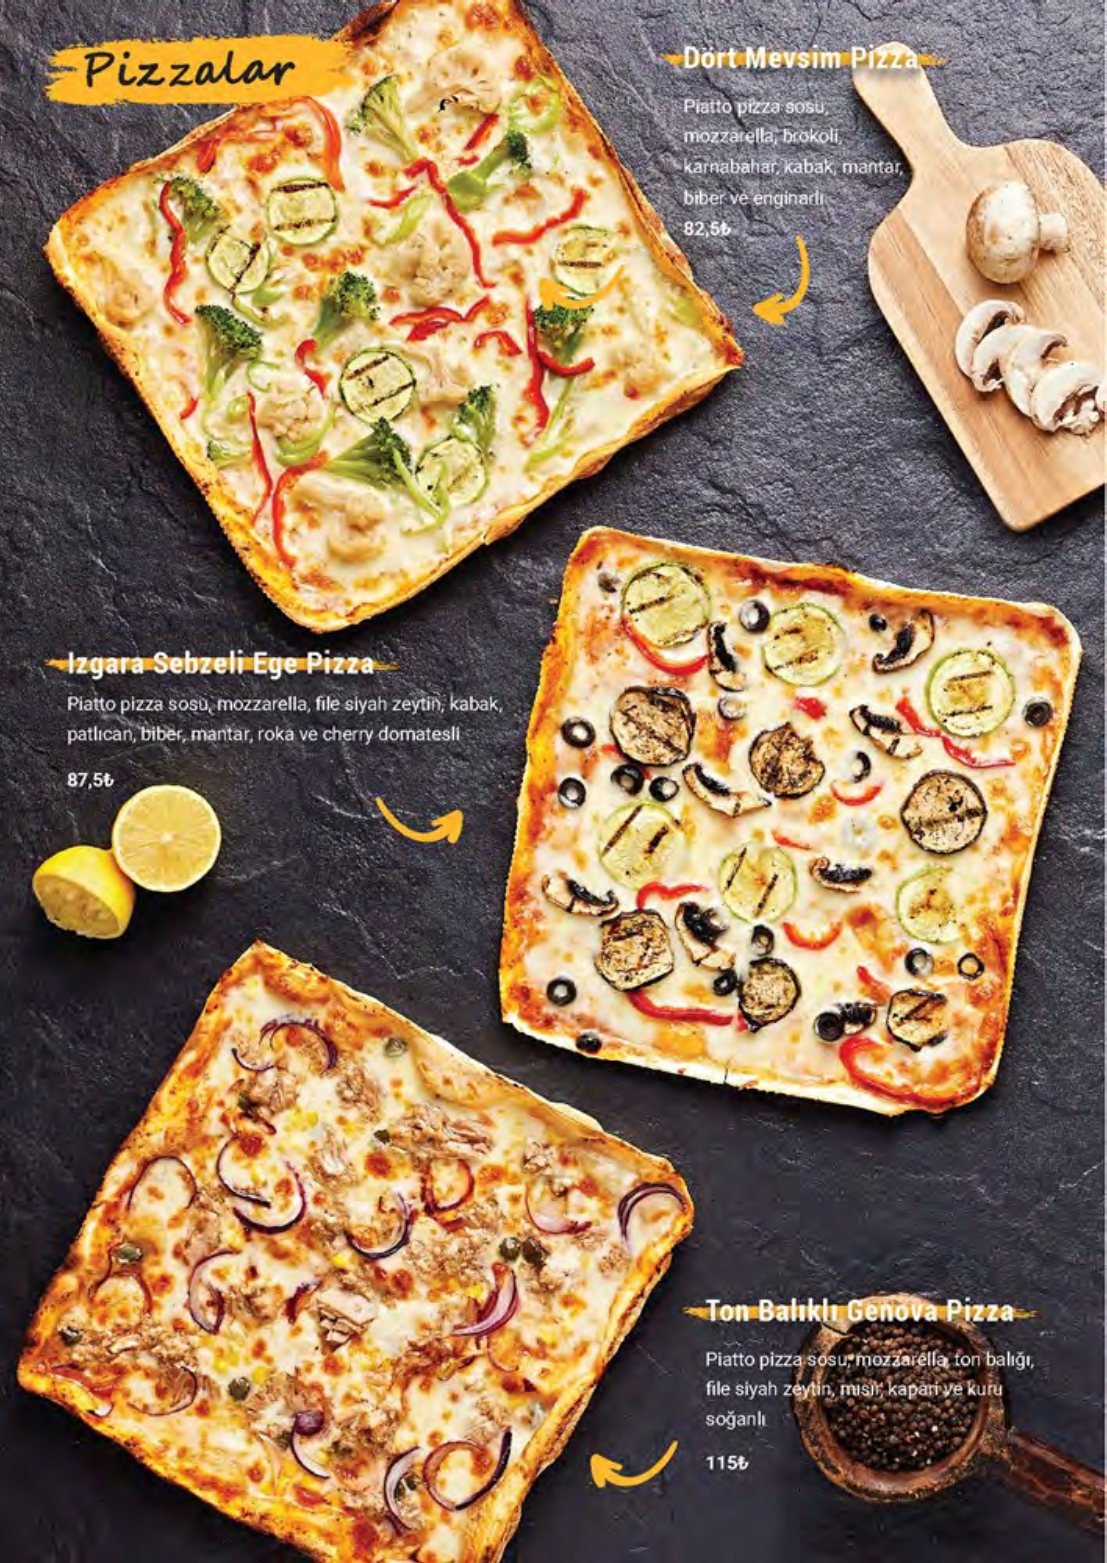 Pizzalar
Dört Mevsim Pizza
Piatto pizza sosu,
mozzarella, brokoli,
karnabahar, kabak, mantar,
biber ve enginarlı
82,5₺
Izgara Sebzeli Ege Pizza
Piatto pizza sosu, mozzarella, file siyah zeytin, kabak,
patlıcan, biber, mantar, roka ve cherry domatesli
87,5₺
Ton Balıklı Genova Pizza
Piatto pizza sosu, mozzarella, ton balığı,
file siyah zeytin, mısır, kapari ve kuru
soğanlı
115₺